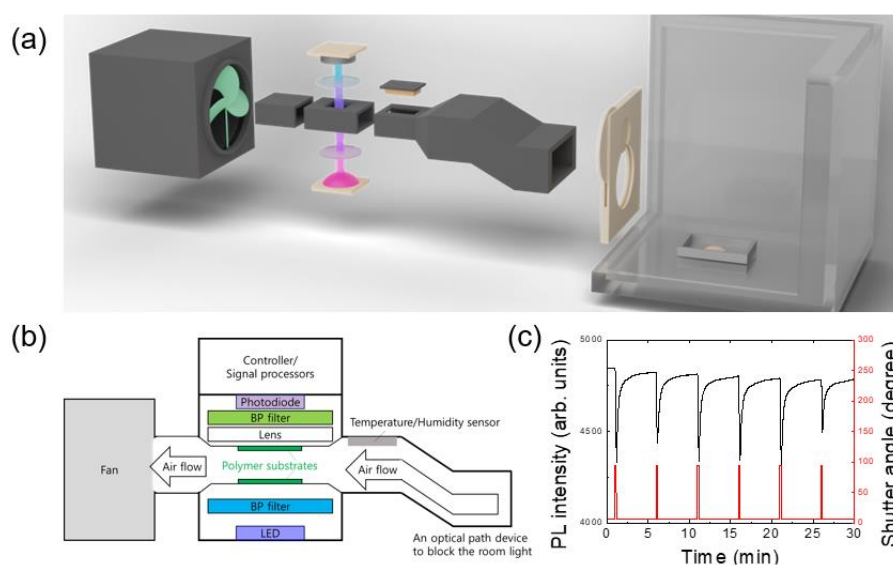 (a)
(b)
Controller/
Signal processors
Photodiode
BP filter
Lens
Temperature/Humidity
sensor
Fan
Air flow
Polymer substrates
Air flow
BP filter
LED
An optical path device
to block the room light
(c)
PL intensity (arb. units)
5000
4500
4000
0 5 10 15 20 25 30
Time (min)
300
250
200
150
100
50
0
Shutter angle (degree)